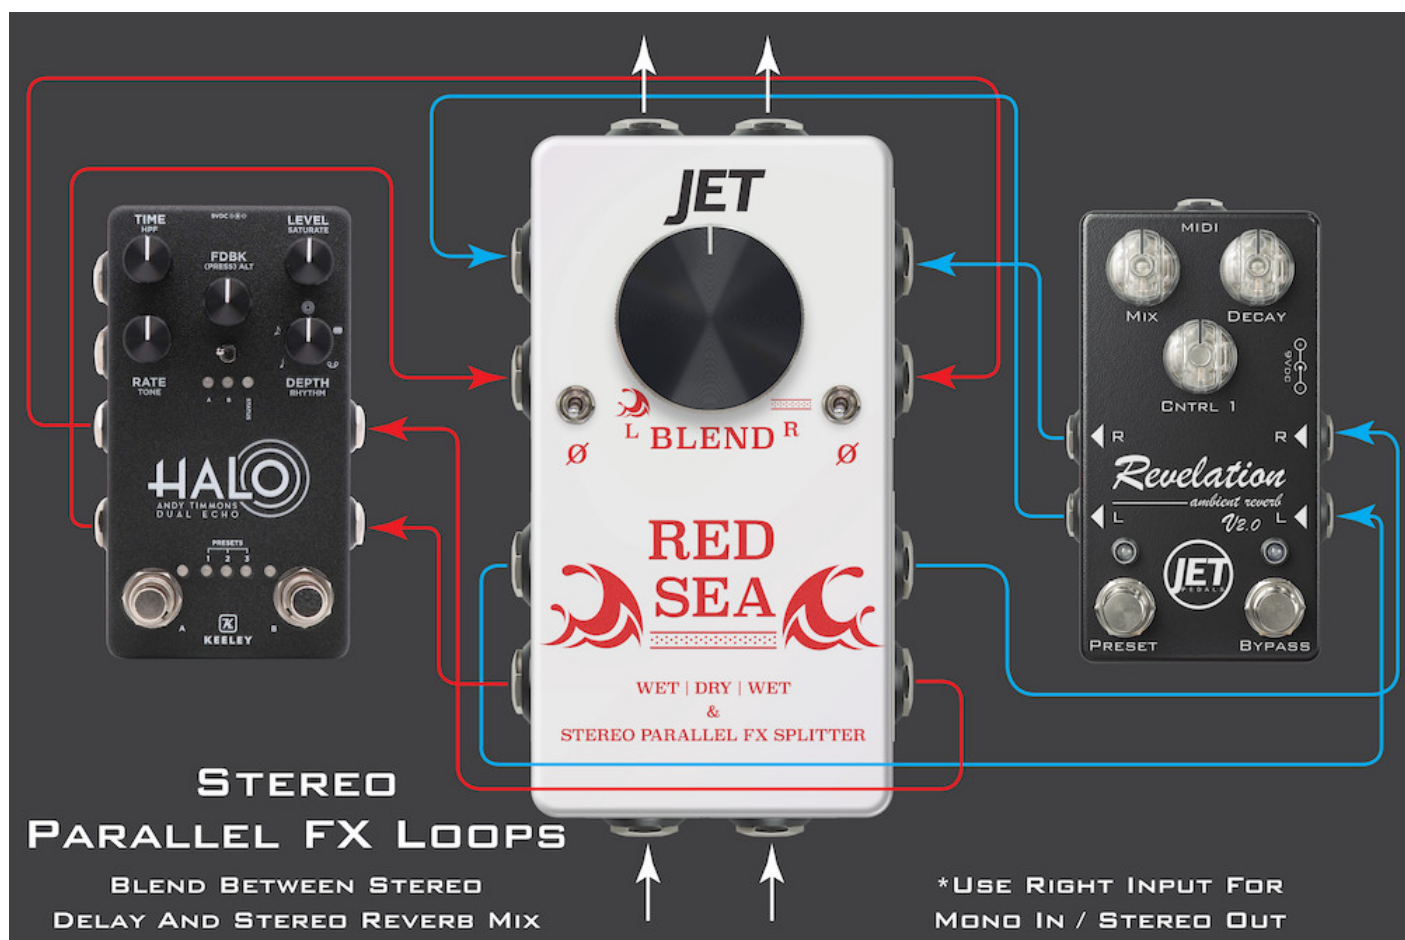 TIME
HPF
9VDC
LEVEL
SATURATE
FDBK
(PRESS) ALT
RATE
TONE
DEPTH
RHYTHM
A B STATUS
HALO
ANDY TIMMONS
DUAL ECHO
PRESETS
1 2 3
A B
KEELEY
JET
L BLEND R
Ø Ø
RED
SEA
WET | DRY | WET
&
STEREO PARALLEL FX SPLITTER
MIDI
MIX DECAY
CNTRL 1
9VDC
R R
Revelation
ambient reverb
L V2.0 L
JET
PEDALS
PRESET BYPASS
STEREO
PARALLEL FX LOOPS
BLEND BETWEEN STEREO
DELAY AND STEREO REVERB MIX
*USE RIGHT INPUT FOR
MONO IN / STEREO OUT